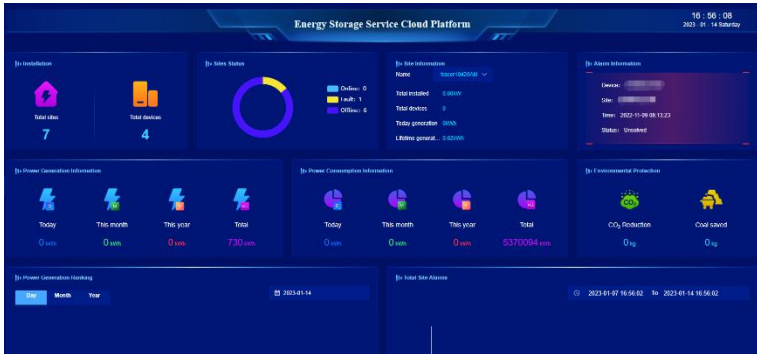 Energy Storage Service Cloud Platform
16 : 56 : 08
2023 - 01 - 14 Saturday
Installation
Total sites
7
Total devices
4
Sites Status
Online: 0
Fault: 1
Offline: 6
Site Information
Name
Total installed 0.00kW
Total devices 0
Today generation 0kWh
Lifetime generat... 0.02kWh
Alarm Information
Device:
Site:
Time: 2022-11-09 08:13:23
Status: Unsolved
Power Generation Information
Today
0 kWh
This month
0 kWh
This year
0 kWh
Total
730 kWh
Power Consumption Information
Today
0 kWh
This month
0 kWh
This year
0 kWh
Total
5370094 kWh
Environmental Protection
CO₂
CO₂ Reduction
0 kg
Coal saved
0 kg
Power Generation Ranking
Day Month Year
2023-01-14
Total Site Alarms
2023-01-07 16:56:02 To 2023-01-14 16:56:02